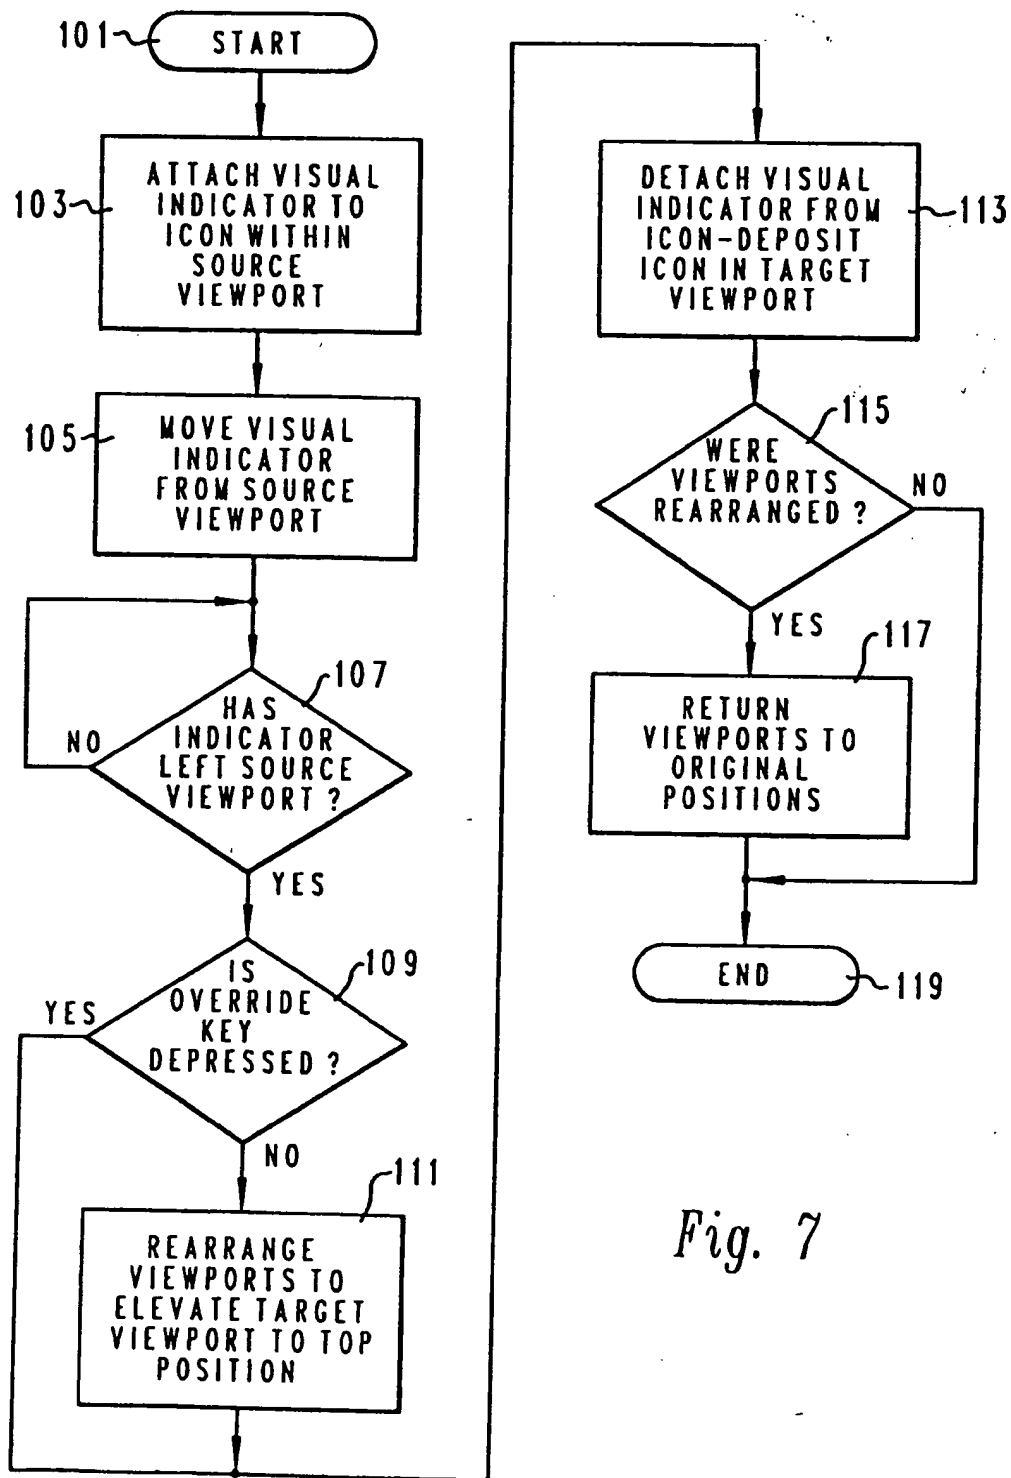 101
START
103
ATTACH VISUAL
INDICATOR TO
ICON WITHIN
SOURCE
VIEWPORT
105
MOVE VISUAL
INDICATOR
FROM SOURCE
VIEWPORT
107
HAS
INDICATOR
LEFT SOURCE
VIEWPORT ?
NO
YES
109
IS
OVERRIDE
KEY
DEPRESSED ?
YES
NO
111
REARRANGE
VIEWPORTS TO
ELEVATE TARGET
VIEWPORT TO TOP
POSITION
DETACH VISUAL
INDICATOR FROM
ICON-DEPOSIT
ICON IN TARGET
VIEWPORT
113
115
WERE
VIEWPORTS
REARRANGED ?
NO
YES
117
RETURN
VIEWPORTS TO
ORIGINAL
POSITIONS
END
119
Fig. 7